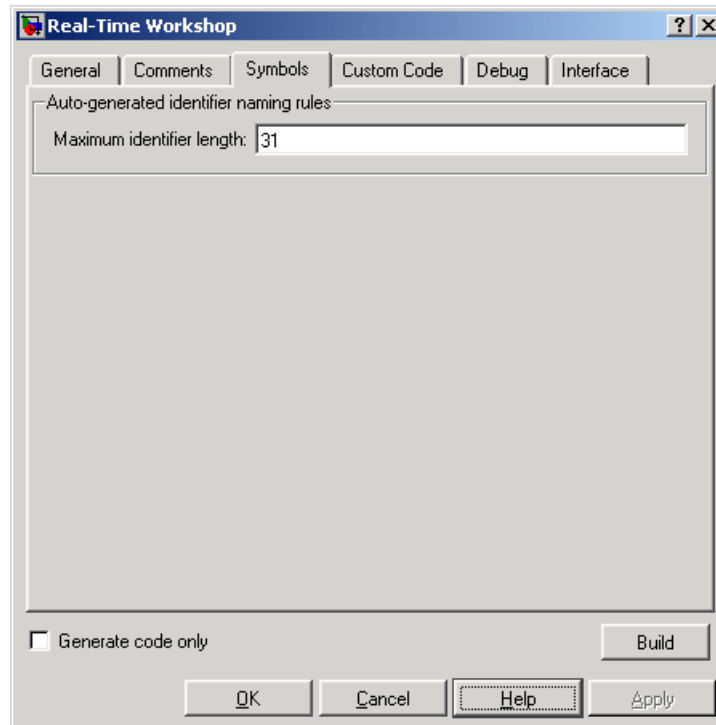 Real-Time Workshop
General Comments Symbols Custom Code Debug Interface
Auto-generated identifier naming rules
Maximum identifier length: 31
Generate code only Build
OK Cancel Help Apply